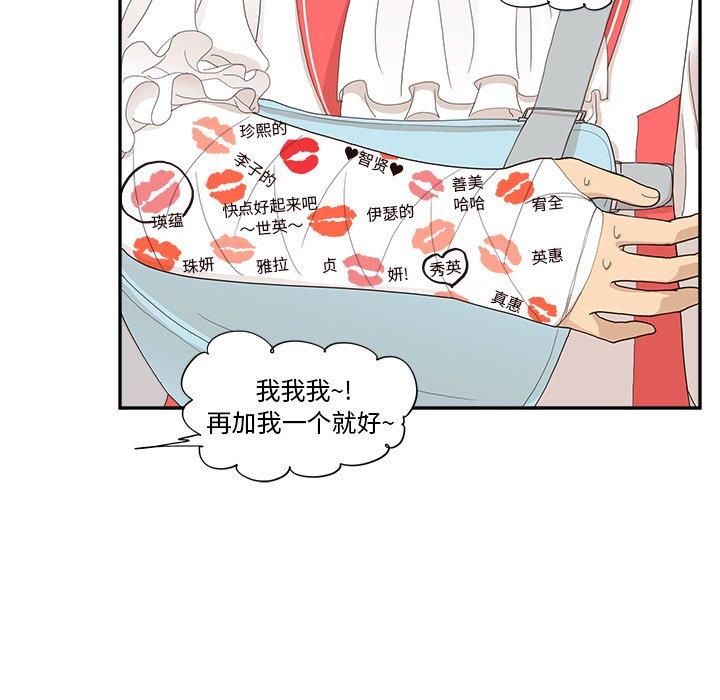 珍熙的
李子的
♥智贤♥
善美
哈哈
宥全
瑛蕴
快点好起来吧
～世英～
伊瑟的
珠妍
雅拉
贞
妍!
秀英
英惠
真惠
我我我~!
再加我一个就好~